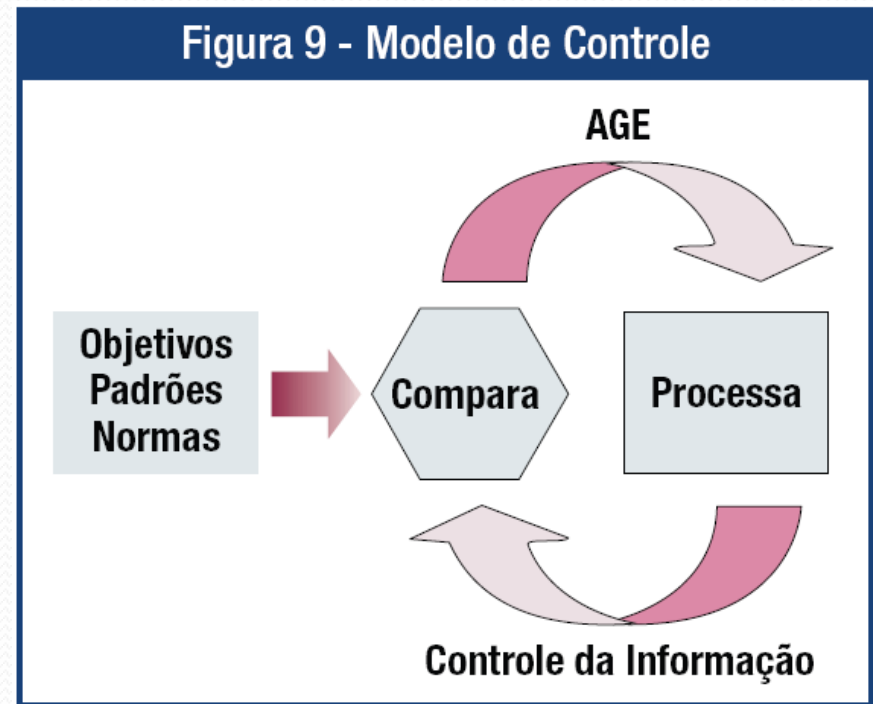 Figura 9 - Modelo de Controle
AGE
Objetivos
Padrões
Normas
Compara
Processa
Controle da Informação